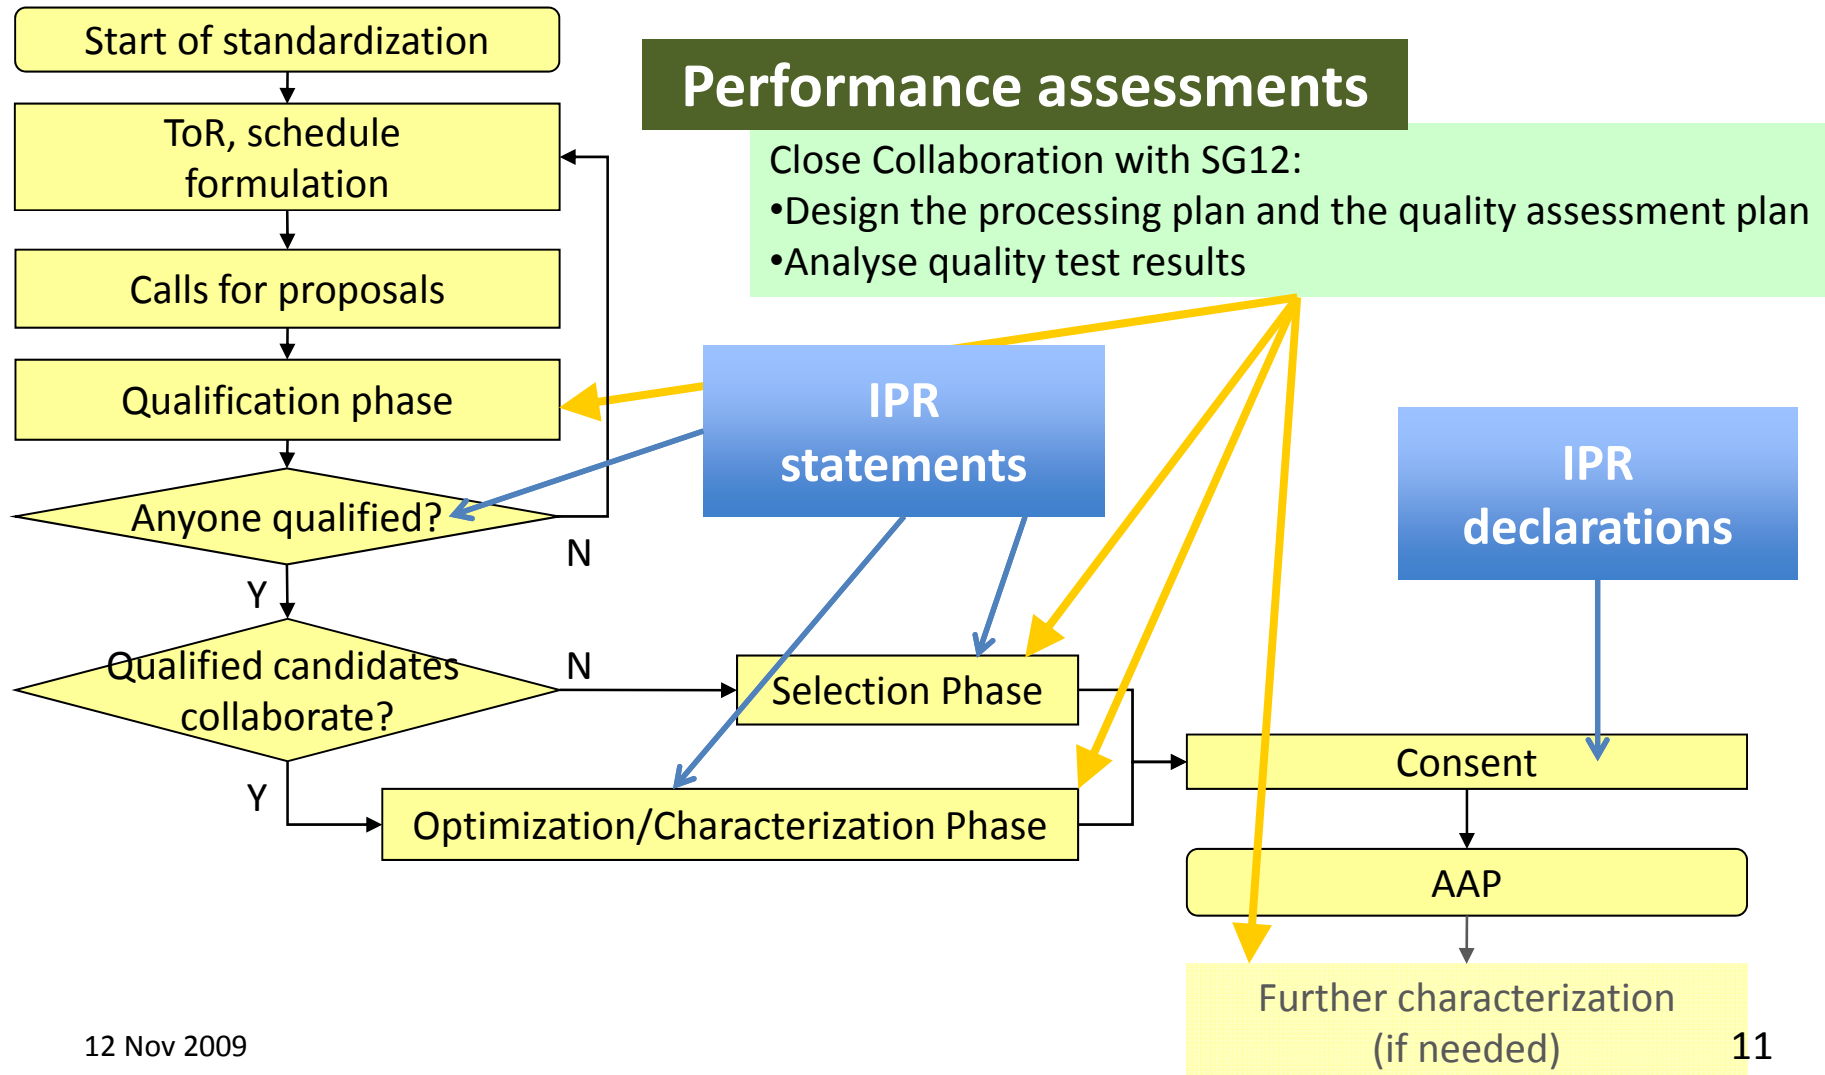 Start of standardization
Performance assessments
ToR, schedule
formulation
Close Collaboration with SG12:
•Design the processing plan and the quality assessment plan
•Analyse quality test results
Calls for proposals
Qualification phase
IPR
statements
IPR
declarations
Anyone qualified?
N
Y
Qualified candidates
collaborate?
N
Selection Phase
Y
Consent
Optimization/Characterization Phase
AAP
Further characterization
(if needed)
12 Nov 2009
11